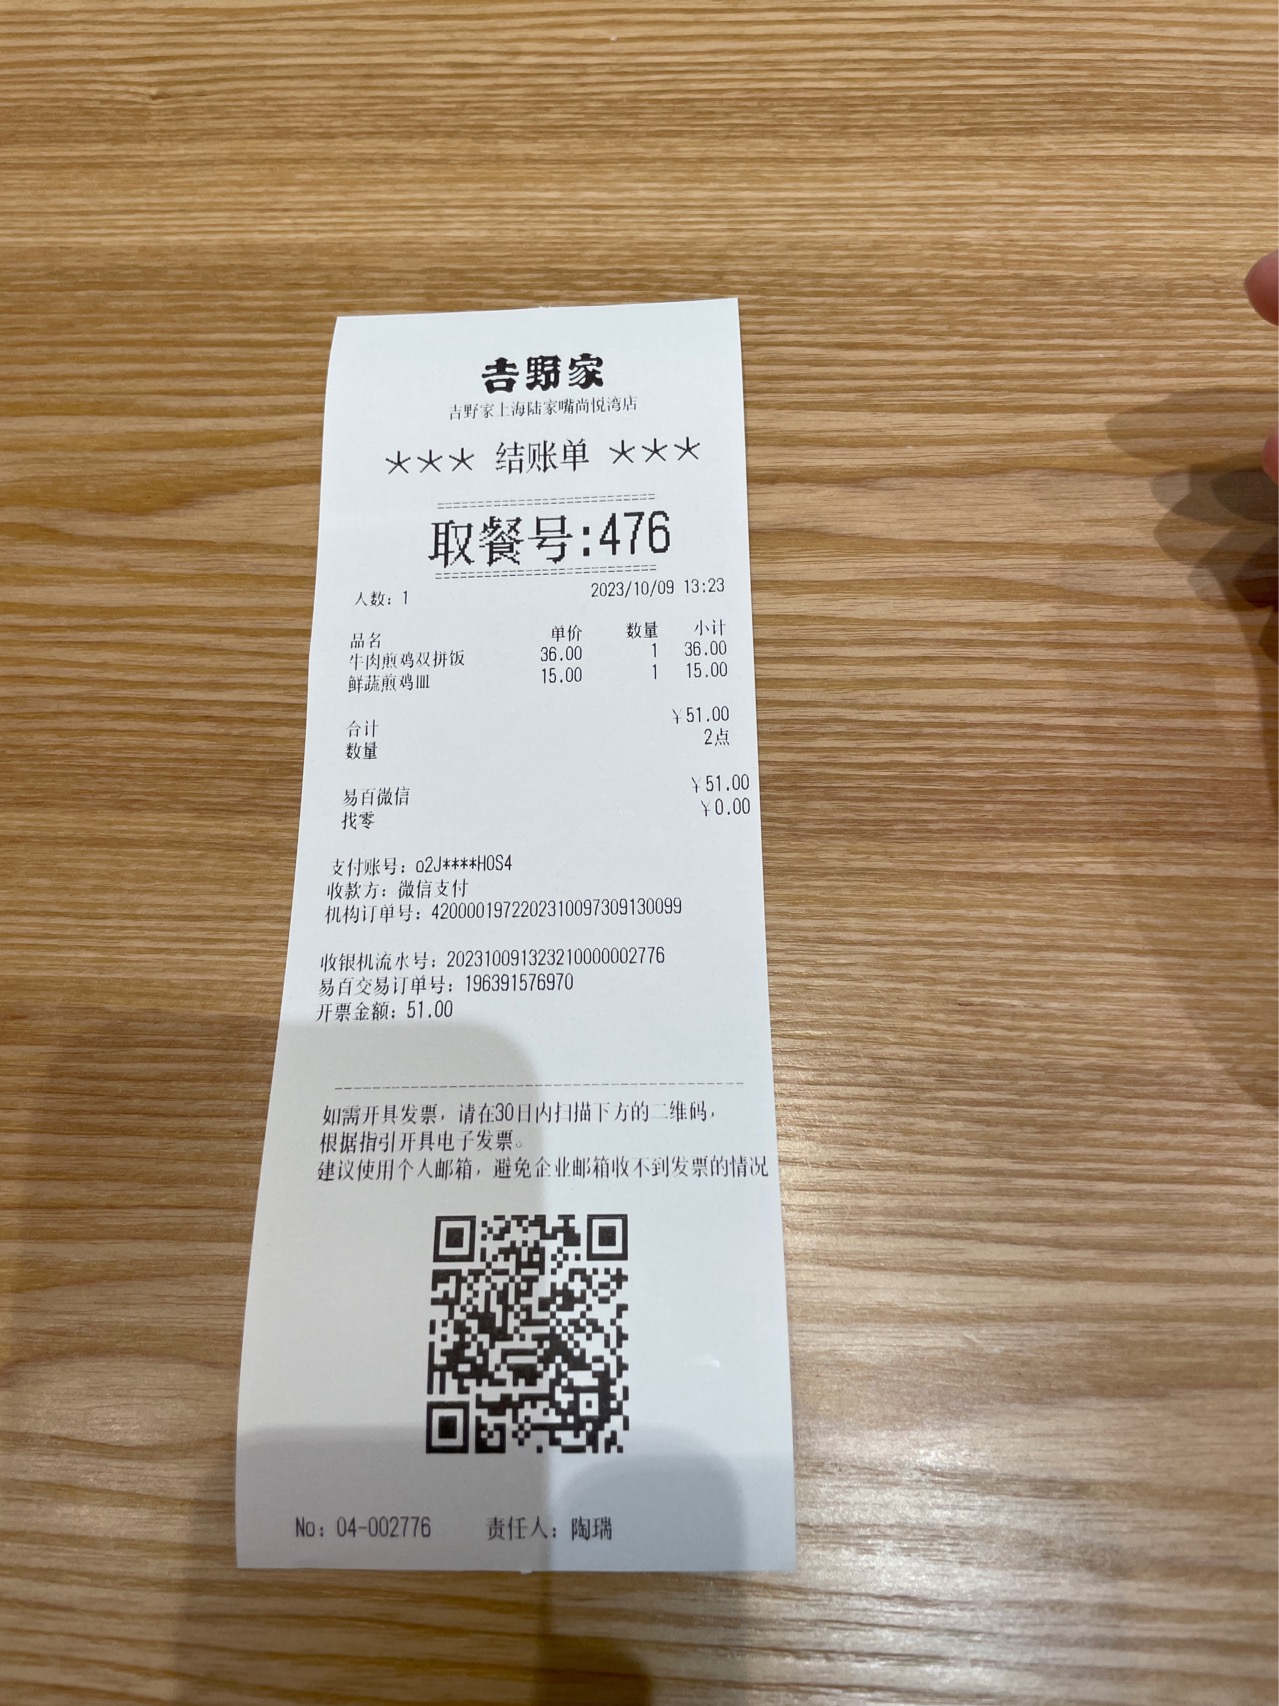 吉野家
吉野家上海陆家嘴尚悦湾店
*** 结账单 ***
取餐号:476
人数: 1 2023/10/09 13:23
品名 单价 数量 小计
牛肉煎鸡双拼饭 36.00 1 36.00
鲜蔬煎鸡皿 15.00 1 15.00
合计 ¥51.00
数量 2点
易百微信 ¥51.00
找零 ¥0.00
支付账号: o2J****HOS4
收款方: 微信支付
机构订单号: 4200001972202310097309130099
收银机流水号: 202310091323210000002776
易百交易订单号: 196391576970
开票金额: 51.00
如需开具发票, 请在30日内扫描下方的二维码,
根据指引开具电子发票。
建议使用个人邮箱, 避免企业邮箱收不到发票的情况
No: 04-002776 责任人: 陶瑞